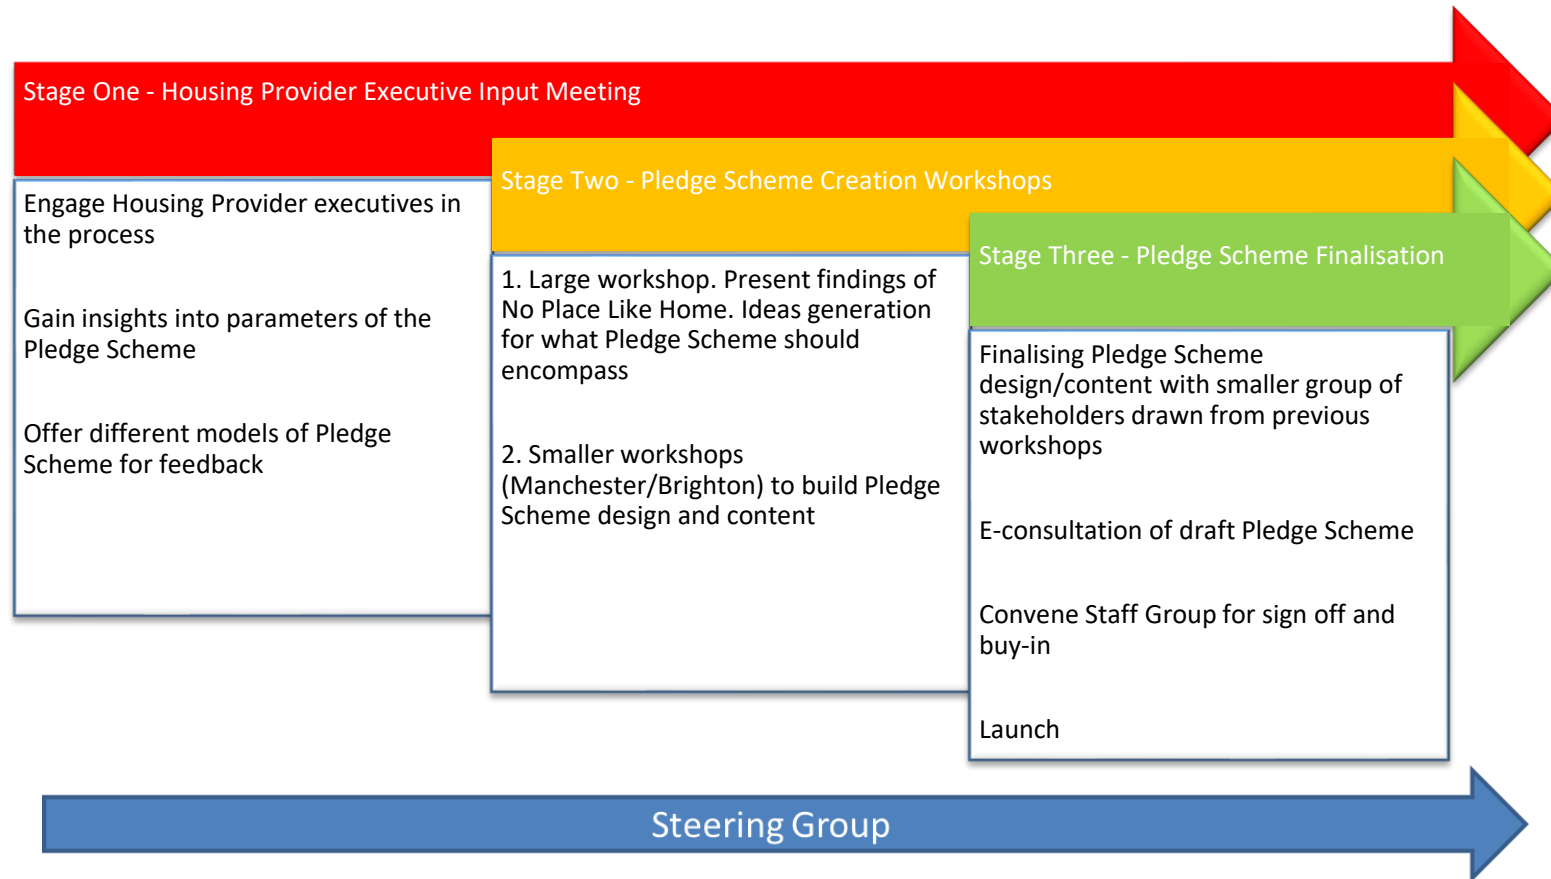 Stage One - Housing Provider Executive Input Meeting
Engage Housing Provider executives in
the process
Gain insights into parameters of the
Pledge Scheme
Offer different models of Pledge
Scheme for feedback
Stage Two - Pledge Scheme Creation Workshops
1. Large workshop. Present findings of
No Place Like Home. Ideas generation
for what Pledge Scheme should
encompass
2. Smaller workshops
(Manchester/Brighton) to build Pledge
Scheme design and content
Stage Three - Pledge Scheme Finalisation
Finalising Pledge Scheme
design/content with smaller group of
stakeholders drawn from previous
workshops
E-consultation of draft Pledge Scheme
Convene Staff Group for sign off and
buy-in
Launch
Steering Group